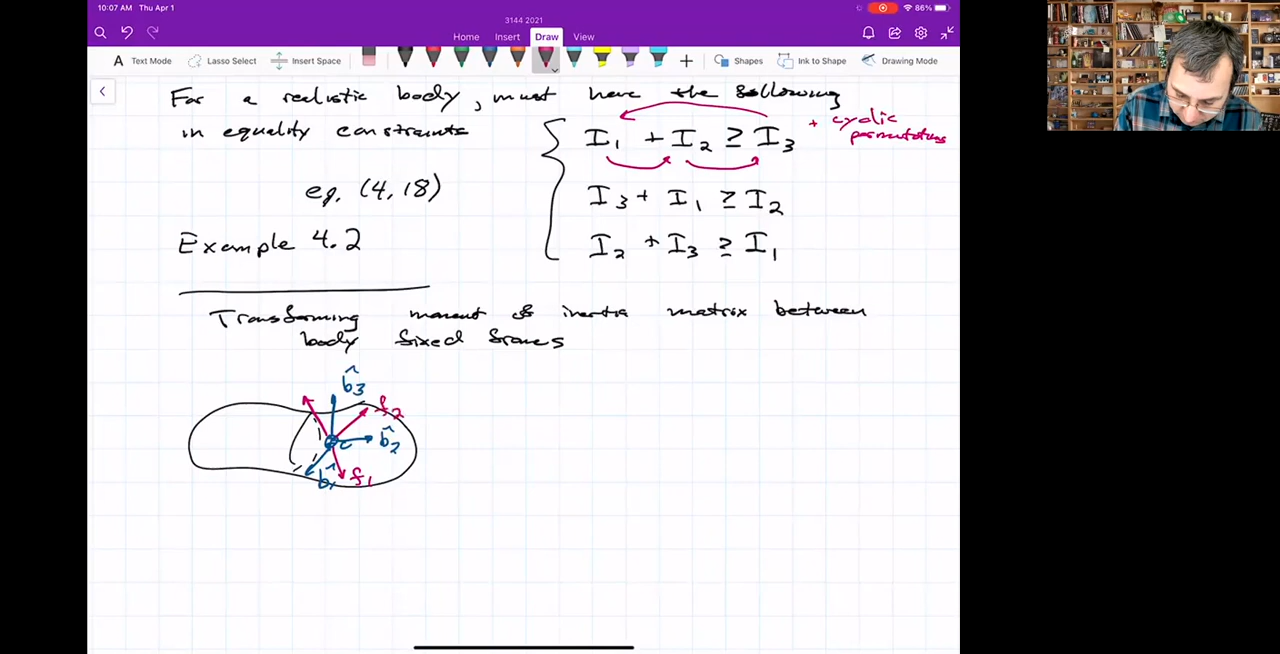 10:07 AM Thu Apr 1
86%
3144 2021
Home Insert Draw View
Text Mode Lasso Select Insert Space Shapes Ink to Shape Drawing Mode
For a realistic body, must have the following
in equality constraints
I₁ + I₂ ≥ I₃
+ cyclic
permutations
eg. (4.18)
I₃ + I₁ ≥ I₂
Example 4.2
I₂ + I₃ ≥ I₁
Transforming moment of inertia matrix between
body fixed frames
b̂₃
f₂
b̂₂
c
b̂₁ f₁